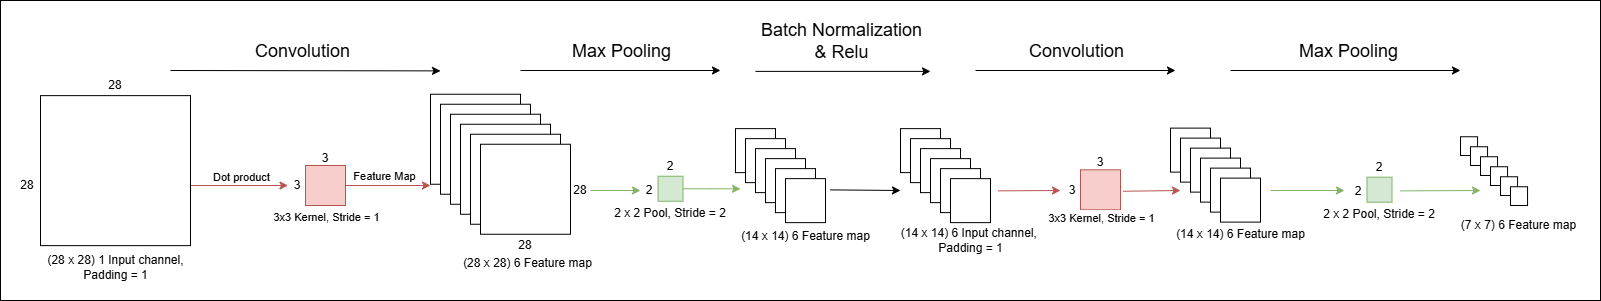 Convolution
Max Pooling
Batch Normalization
& Relu
Convolution
Max Pooling
28
28
(28 x 28) 1 Input channel,
Padding = 1
Dot product
3
3
3x3 Kernel, Stride = 1
Feature Map
28
28
(28 x 28) 6 Feature map
2
2
2 x 2 Pool, Stride = 2
(14 x 14) 6 Feature map
(14 x 14) 6 Input channel,
Padding = 1
3
3
3x3 Kernel, Stride = 1
(14 x 14) 6 Feature map
2
2
2 x 2 Pool, Stride = 2
(7 x 7) 6 Feature map